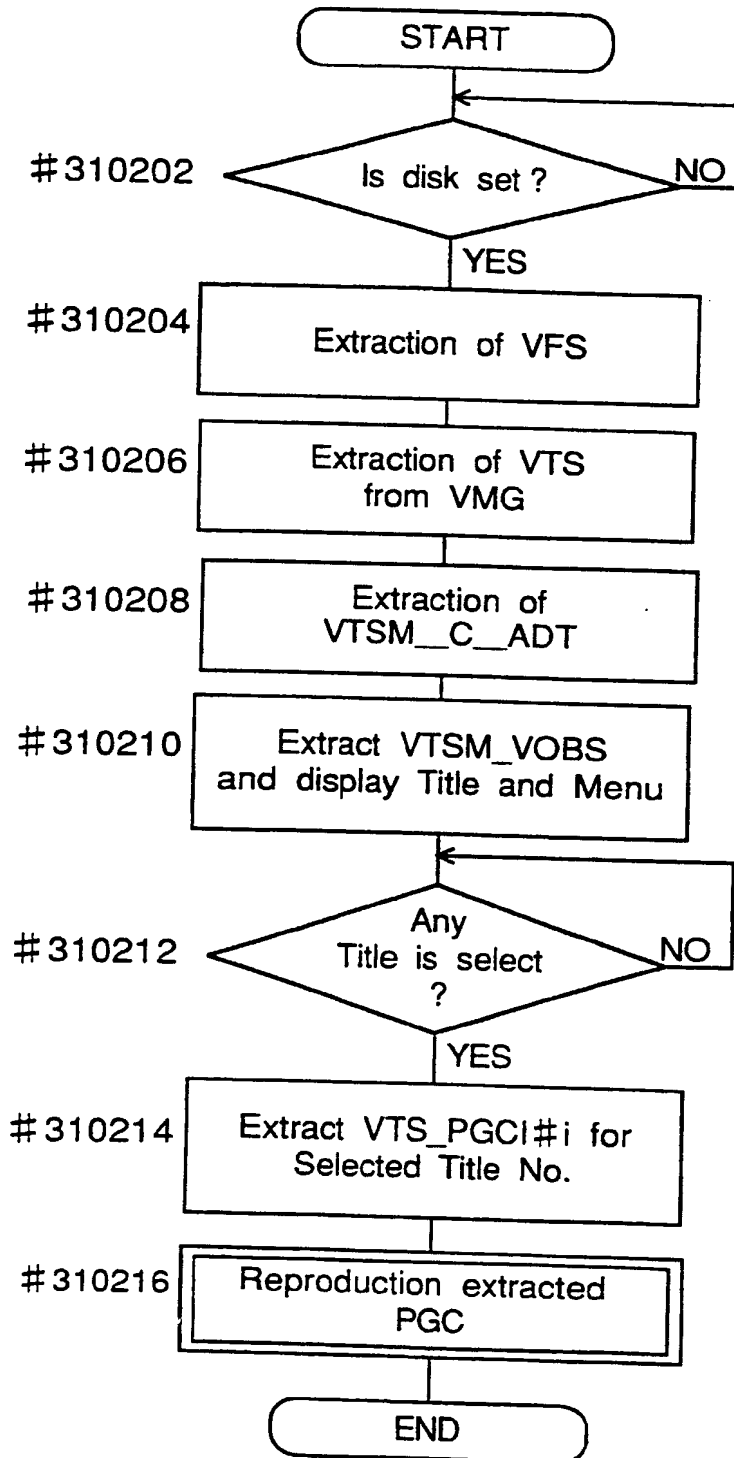 START
#310202
Is disk set ?
NO
YES
#310204
Extraction of VFS
#310206
Extraction of VTS
from VMG
#310208
Extraction of
VTSM__C__ADT
#310210
Extract VTSM_VOBS
and display Title and Menu
#310212
Any
Title is select
?
NO
YES
#310214
Extract VTS_PGCI#i for
Selected Title No.
#310216
Reproduction extracted
PGC
END